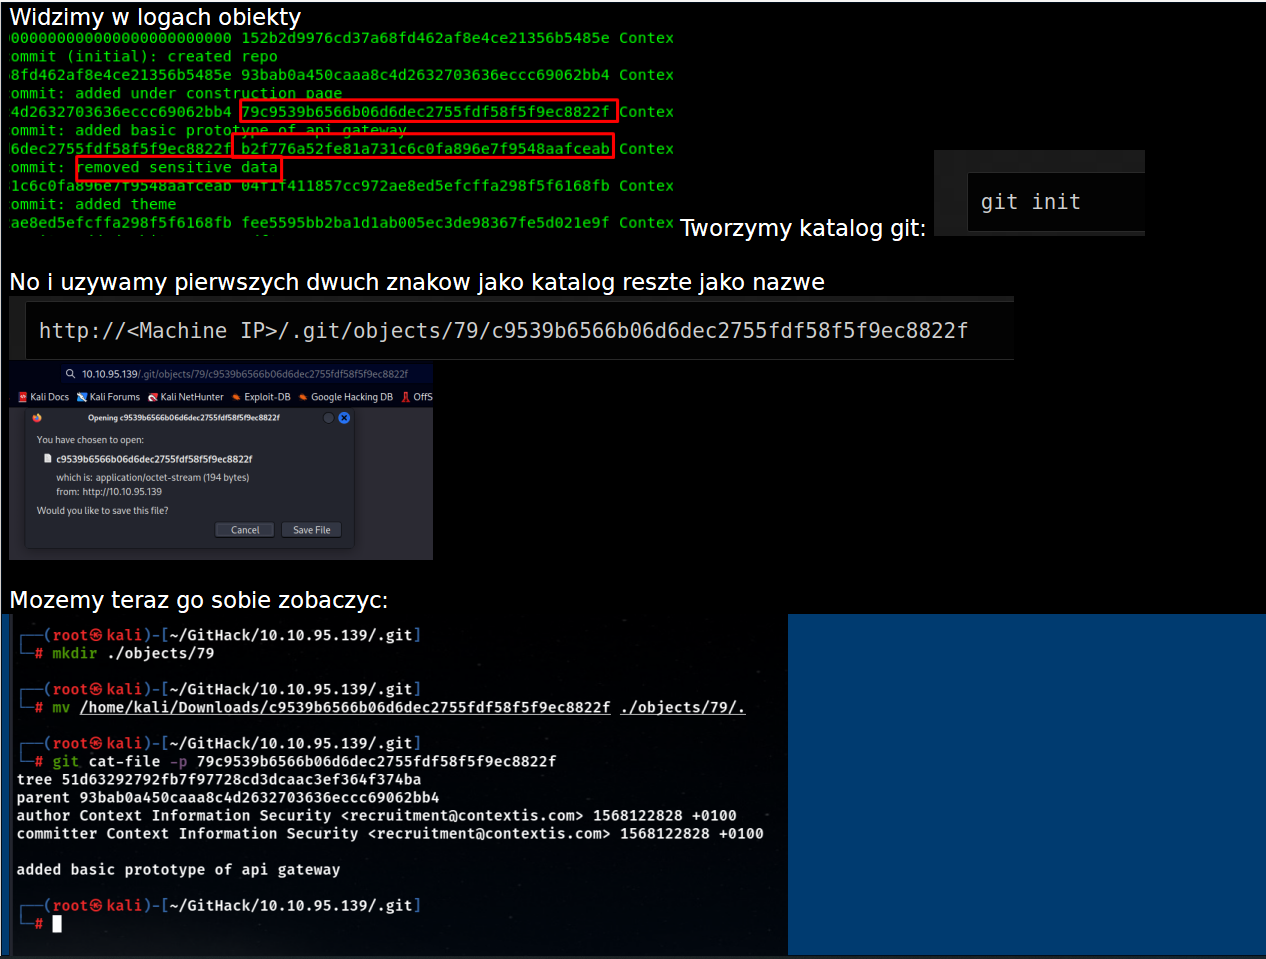 Widzimy w logach obiekty
0000000000000000000000000 152b2d9976cd37a68fd462af8e4ce21356b5485e Contex
ommit (initial): created repo
8fd462af8e4ce21356b5485e 93bab0a450caaa8c4d2632703636eccc69062bb4 Contex
ommit: added under construction page
4d2632703636eccc69062bb4 79c9539b6566b06d6dec2755fdf58f5f9ec8822f Contex
ommit: added basic prototype of api gateway
6dec2755fdf58f5f9ec8822f b2f776a52fe81a731c6c0fa896e7f9548aafceab Contex
ommit: removed sensitive data
1c6c0fa896e7f9548aafceab 04f1f411857cc972ae8ed5efcffa298f5f6168fb Contex
ommit: added theme
ae8ed5efcffa298f5f6168fb fee5595bb2ba1d1ab005ec3de98367fe5d021e9f Contex
Tworzymy katalog git:
git init
No i uzywamy pierwszych dwuch znakow jako katalog reszte jako nazwe
http://<Machine IP>/.git/objects/79/c9539b6566b06d6dec2755fdf58f5f9ec8822f
10.10.95.139/.git/objects/79/c9539b6566b06d6dec2755fdf58f5f9ec8822f
Kali Docs Kali Forums Kali NetHunter Exploit-DB Google Hacking DB OffS
Opening c9539b6566b06d6dec2755fdf58f5f9ec8822f
You have chosen to open:
c9539b6566b06d6dec2755fdf58f5f9ec8822f
which is: application/octet-stream (194 bytes)
from: http://10.10.95.139
Would you like to save this file?
Cancel Save File
Mozemy teraz go sobie zobaczyc:
(root㉿kali)-[~/GitHack/10.10.95.139/.git]
# mkdir ./objects/79
(root㉿kali)-[~/GitHack/10.10.95.139/.git]
# mv /home/kali/Downloads/c9539b6566b06d6dec2755fdf58f5f9ec8822f ./objects/79/.
(root㉿kali)-[~/GitHack/10.10.95.139/.git]
# git cat-file -p 79c9539b6566b06d6dec2755fdf58f5f9ec8822f
tree 51d63292792fb7f97728cd3dcaac3ef364f374ba
parent 93bab0a450caaa8c4d2632703636eccc69062bb4
author Context Information Security <recruitment@contextis.com> 1568122828 +0100
committer Context Information Security <recruitment@contextis.com> 1568122828 +0100
added basic prototype of api gateway
(root㉿kali)-[~/GitHack/10.10.95.139/.git]
#